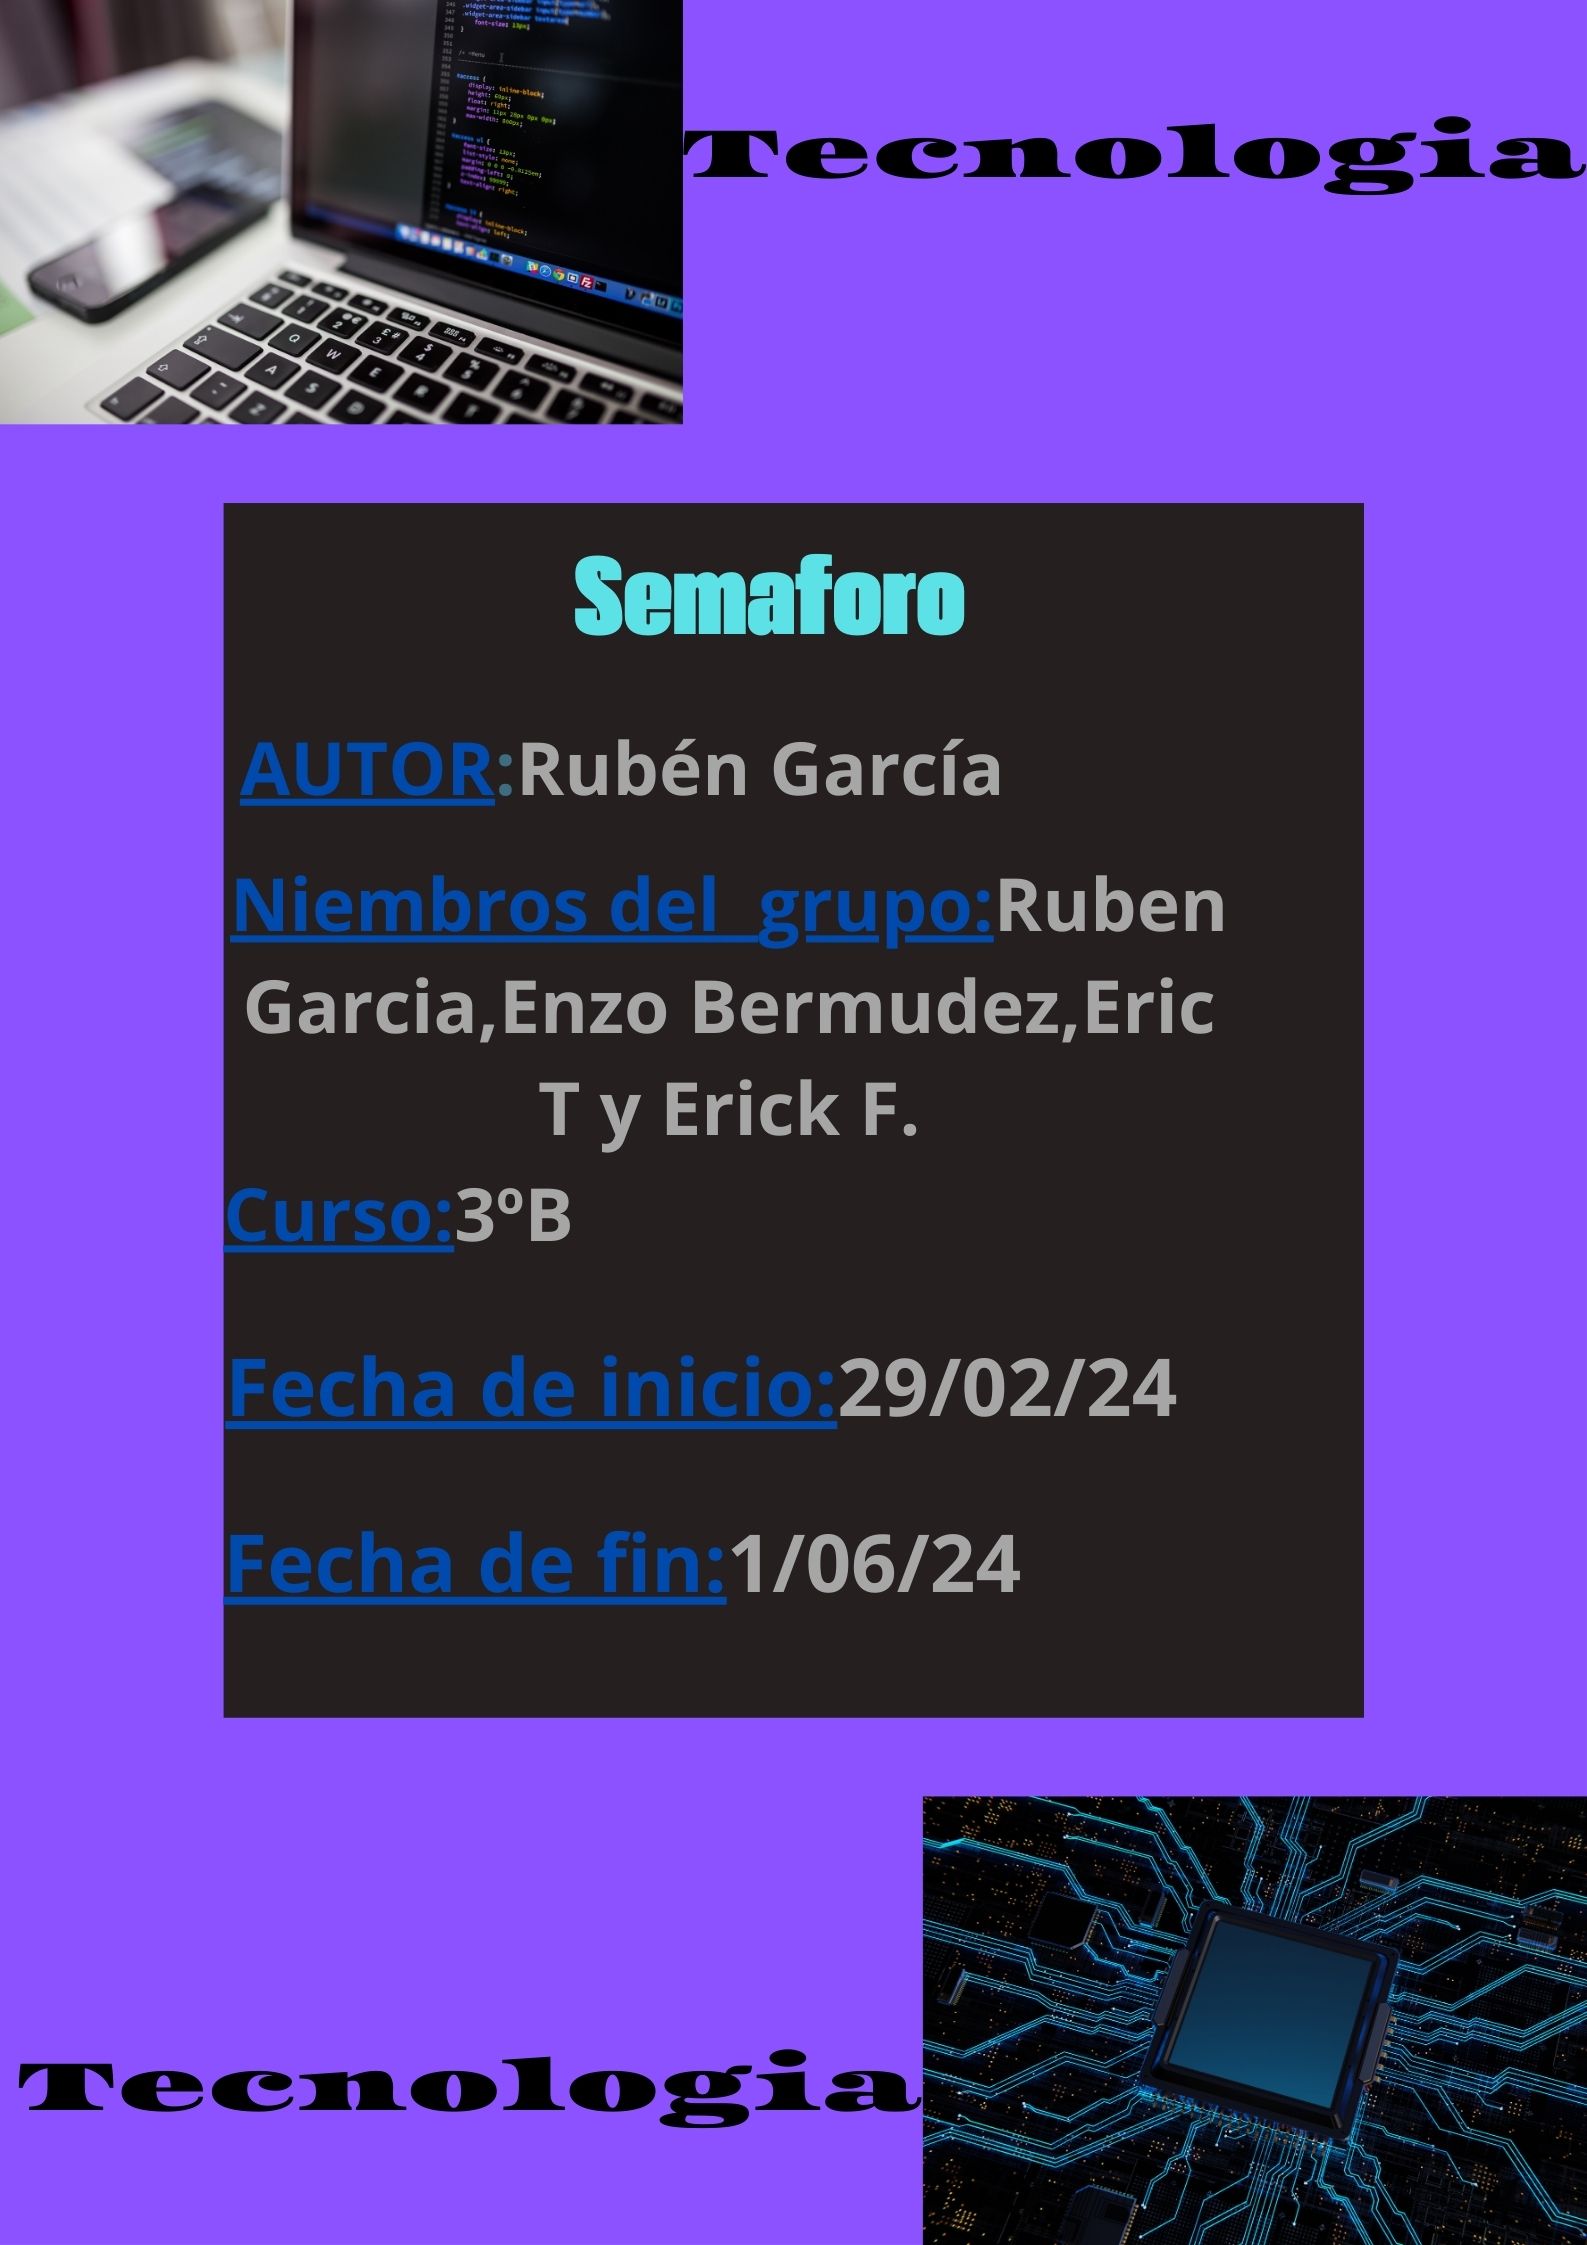 Tecnologia
Semaforo
AUTOR:Rubén García
Niembros del  grupo:Ruben
Garcia,Enzo Bermudez,Eric
T y Erick F.
Curso:3ºB
Fecha de inicio:29/02/24
Fecha de fin:1/06/24
Tecnologia